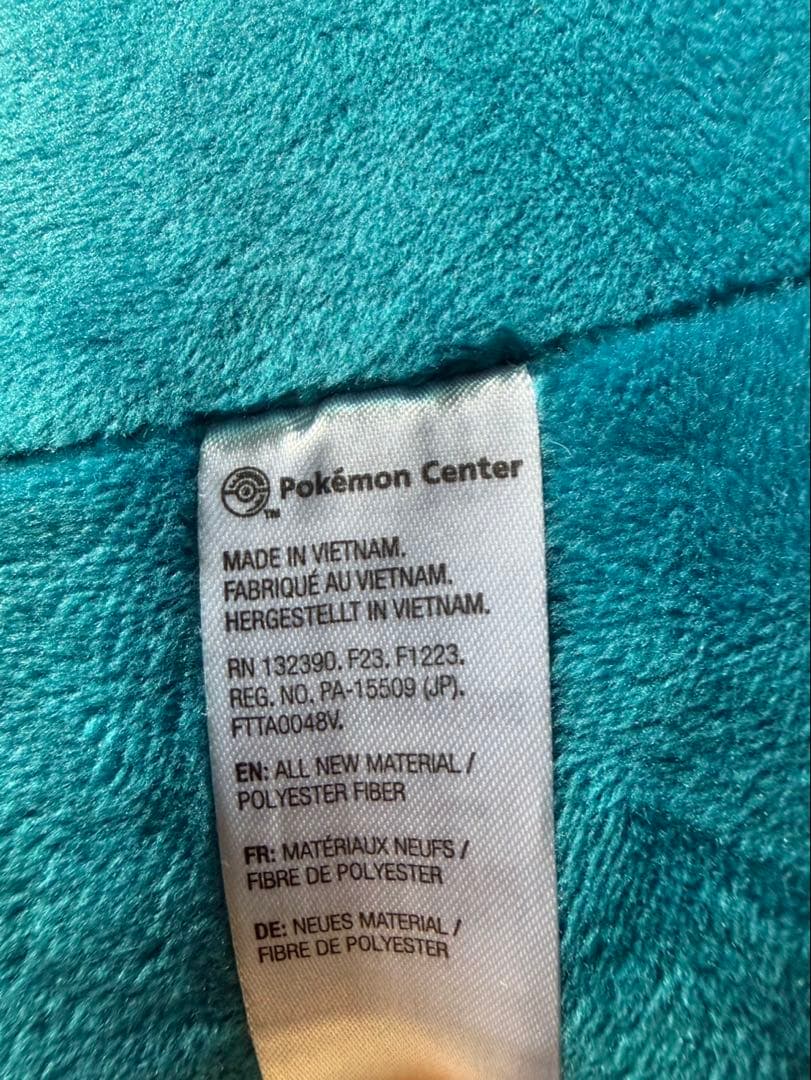 Pokémon Center
TM
MADE IN VIETNAM.
FABRIQUÉ AU VIETNAM.
HERGESTELLT IN VIETNAM.
RN 132390. F23. F1223.
REG. NO. PA-15509 (JP).
FTTA0048V.
EN: ALL NEW MATERIAL /
POLYESTER FIBER
FR: MATÉRIAUX NEUFS /
FIBRE DE POLYESTER
DE: NEUES MATERIAL /
FIBRE DE POLYESTER